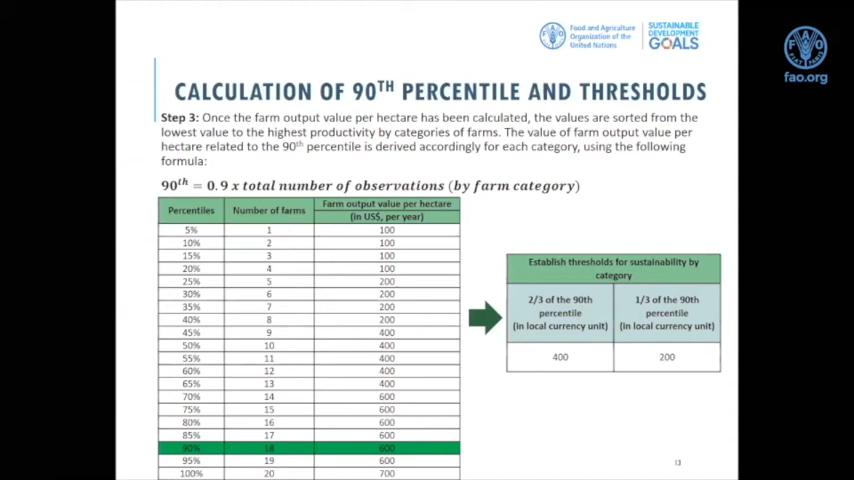 Food and Agriculture
Organization of the
United Nations
SUSTAINABLE
DEVELOPMENT
GOALS
FAO
FIAT PANIS
fao.org
CALCULATION OF 90TH PERCENTILE AND THRESHOLDS
Step 3: Once the farm output value per hectare has been calculated, the values are sorted from the
lowest value to the highest productivity by categories of farms. The value of farm output value per
hectare related to the 90th percentile is derived accordingly for each category, using the following
formula:
90th = 0.9 x total number of observations (by farm category)
Percentiles Number of farms Farm output value per hectare
(in US$, per year)
5% 1 100
10% 2 100
15% 3 100
20% 4 100
25% 5 200
30% 6 200
35% 7 200
40% 8 200
45% 9 400
50% 10 400
55% 11 400
60% 12 400
65% 13 400
70% 14 600
75% 15 600
80% 16 600
85% 17 600
90% 18 600
95% 19 600
100% 20 700
Establish thresholds for sustainability by
category
2/3 of the 90th
percentile
(in local currency unit)
1/3 of the 90th
percentile
(in local currency unit)
400 200
13